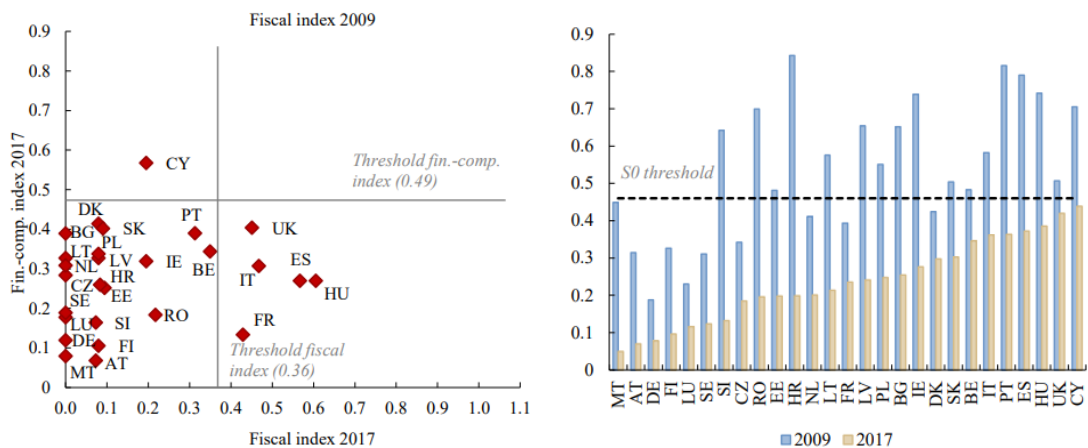 Fiscal index 2009
Fin.-comp. index 2017
0.9
0.8
0.7
0.6
0.5
0.4
0.3
0.2
0.1
0
0.0
0.1
0.2
0.3
0.4
0.5
0.6
0.7
0.8
0.9
1.0
1.1
Fiscal index 2017
Threshold fin.-comp.
index (0.49)
Threshold fiscal
index (0.36)
CY
DK
BG
SK
PT
UK
PL
LT
LV
NL
IE
BE
IT
ES
HR
CZ
EE
HU
SE
RO
LU
SI
FR
DE
FI
MT
AT
0.9
0.8
0.7
0.6
0.5
0.4
0.3
0.2
0.1
0
S0 threshold
MT
AT
DE
FI
LU
SE
SI
CZ
RO
EE
HR
NL
LT
FR
LV
PL
BG
IE
DK
SK
BE
IT
PT
ES
HU
UK
CY
2009
2017